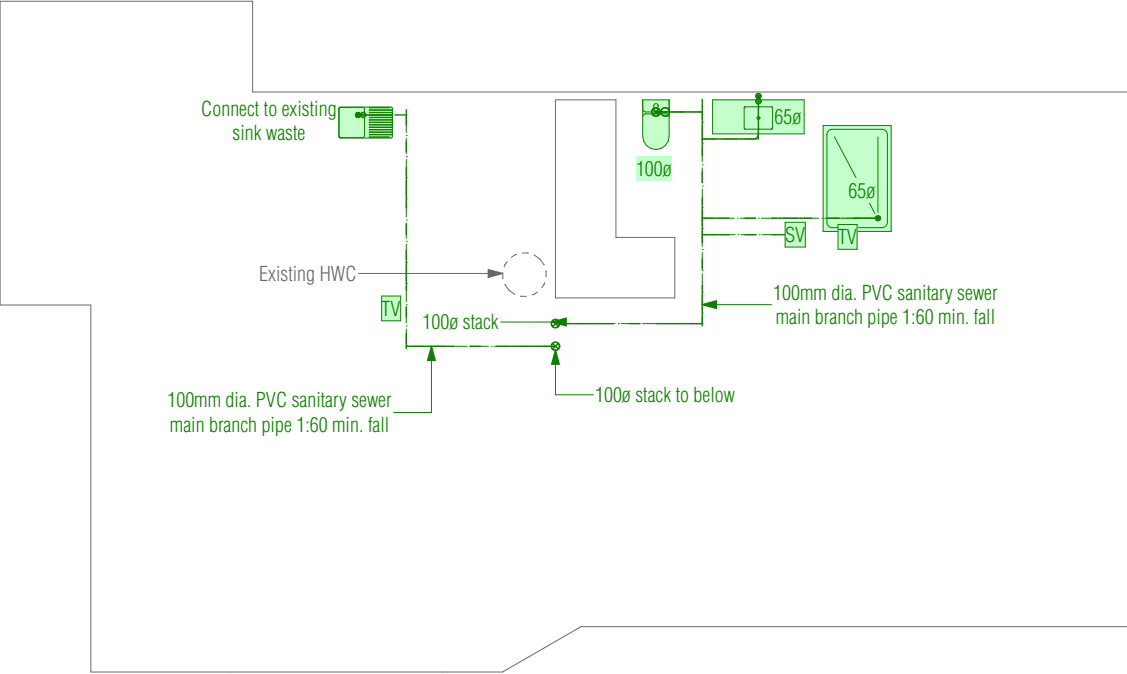 Connect to existing
sink waste
65ø
100ø
65ø
SV
TV
Existing HWC
TV
100mm dia. PVC sanitary sewer
main branch pipe 1:60 min. fall
100ø stack
100ø stack to below
100mm dia. PVC sanitary sewer
main branch pipe 1:60 min. fall